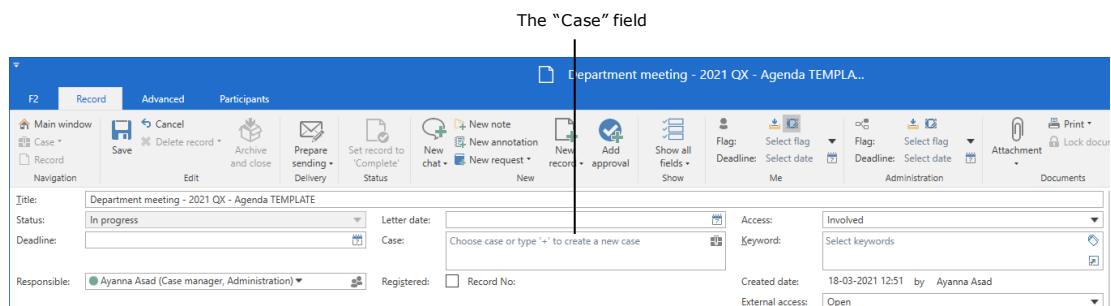 The “Case” field
Department meeting - 2021 QX - Agenda TEMPLA...
F2 Record Advanced Participants
Main window
Case
Record
Navigation
Save
Cancel
Delete record
Archive and close
Edit
Prepare sending
Delivery
Set record to 'Complete'
Status
New chat
New note
New annotation
New request
New record
Add approval
New
Show all fields
Show
Flag: Select flag
Deadline: Select date
Me
Flag: Select flag
Deadline: Select date
Administration
Attachment
Print
Lock docu
Documents
Title: Department meeting - 2021 QX - Agenda TEMPLATE
Status: In progress Letter date: Access: Involved
Deadline: Case: Choose case or type '+' to create a new case Keyword: Select keywords
Responsible: Ayanna Asad (Case manager, Administration) Registered: Record No: Created date: 18-03-2021 12:51 by Ayanna Asad
External access: Open